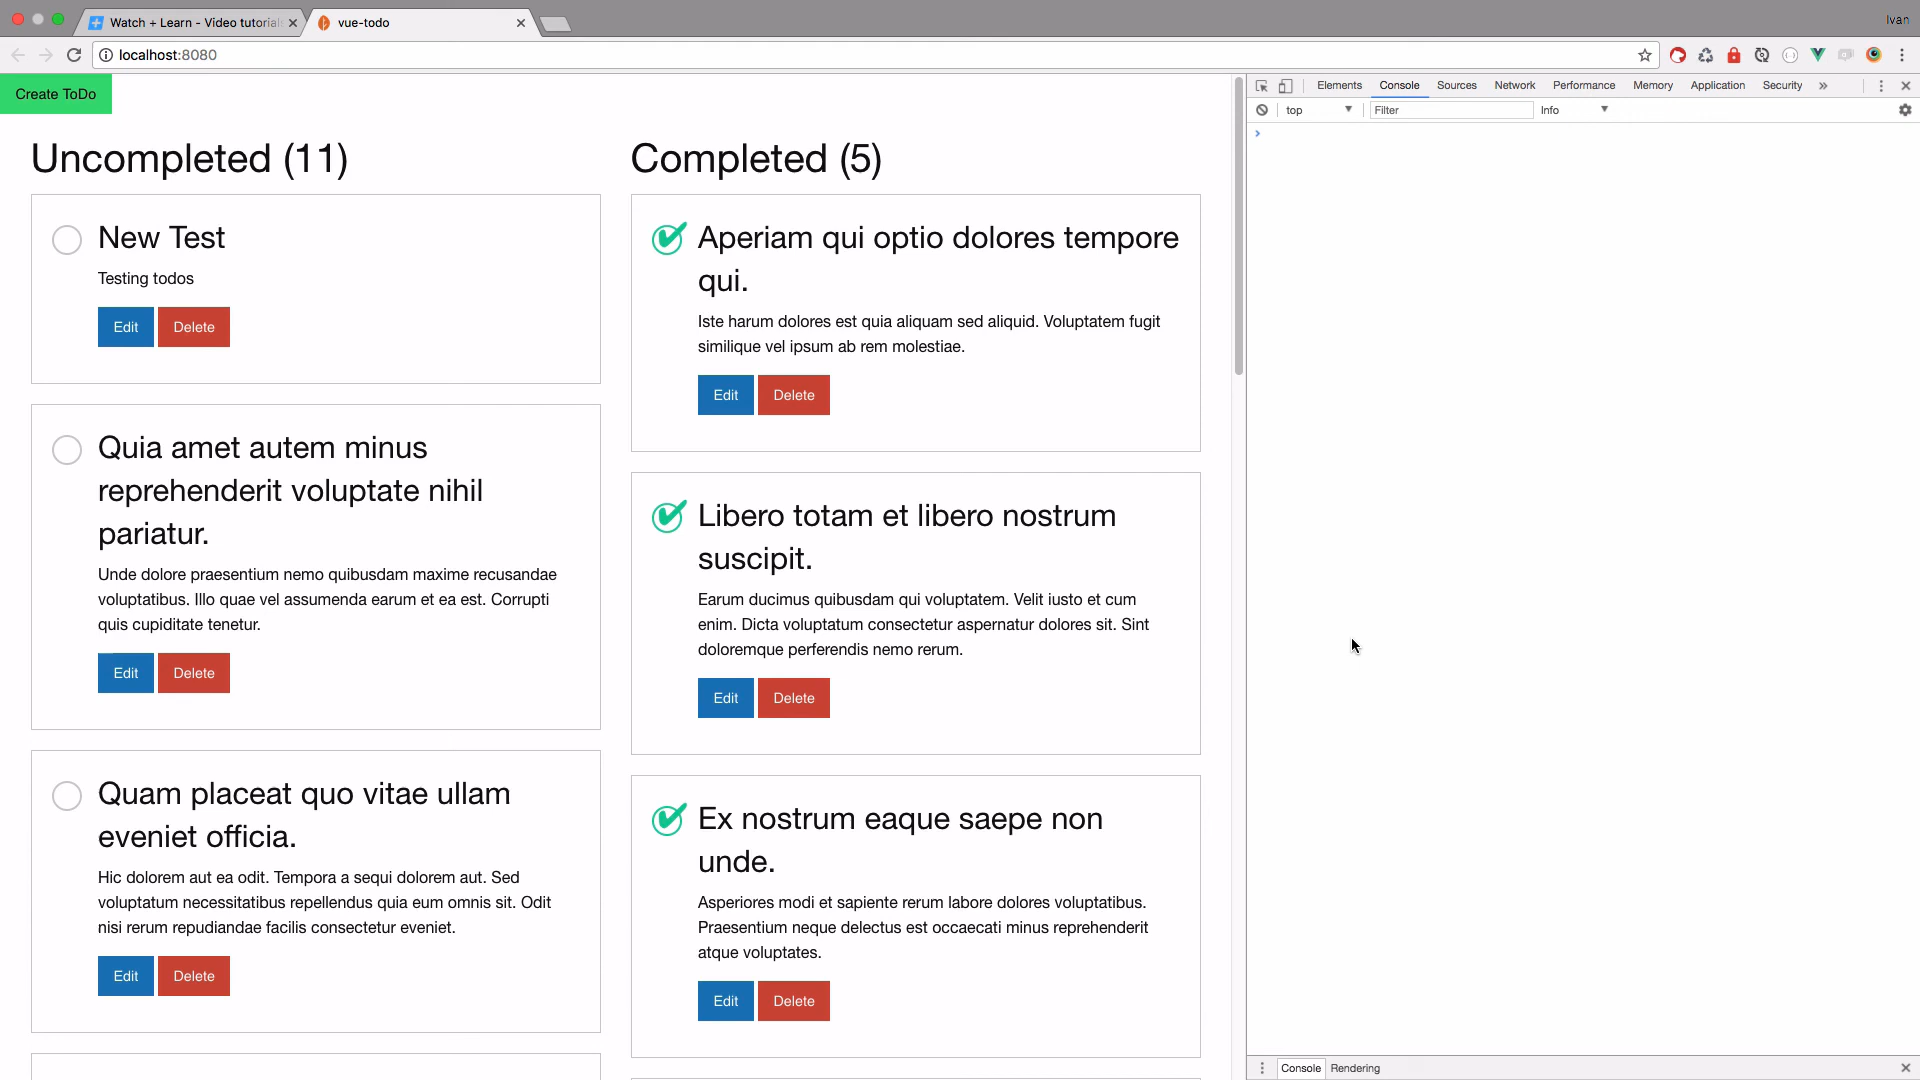 Watch + Learn - Video tutorials
vue-todo
Ivan
localhost:8080
Create ToDo
Uncompleted (11)
New Test
Testing todos
Edit
Delete
Quia amet autem minus
reprehenderit voluptate nihil
pariatur.
Unde dolore praesentium nemo quibusdam maxime recusandae
voluptatibus. Illo quae vel assumenda earum et ea est. Corrupti
quis cupiditate tenetur.
Edit
Delete
Quam placeat quo vitae ullam
eveniet officia.
Hic dolorem aut ea odit. Tempora a sequi dolorem aut. Sed
voluptatum necessitatibus repellendus quia eum omnis sit. Odit
nisi rerum repudiandae facilis consectetur eveniet.
Edit
Delete
Completed (5)
Aperiam qui optio dolores tempore
qui.
Iste harum dolores est quia aliquam sed aliquid. Voluptatem fugit
similique vel ipsum ab rem molestiae.
Edit
Delete
Libero totam et libero nostrum
suscipit.
Earum ducimus quibusdam qui voluptatem. Velit iusto et cum
enim. Dicta voluptatum consectetur aspernatur dolores sit. Sint
doloremque perferendis nemo rerum.
Edit
Delete
Ex nostrum eaque saepe non
unde.
Asperiores modi et sapiente rerum labore dolores voluptatibus.
Praesentium neque delectus est occaecati minus reprehenderit
atque voluptates.
Edit
Delete
Elements
Console
Sources
Network
Performance
Memory
Application
Security
top
Filter
Info
Console
Rendering